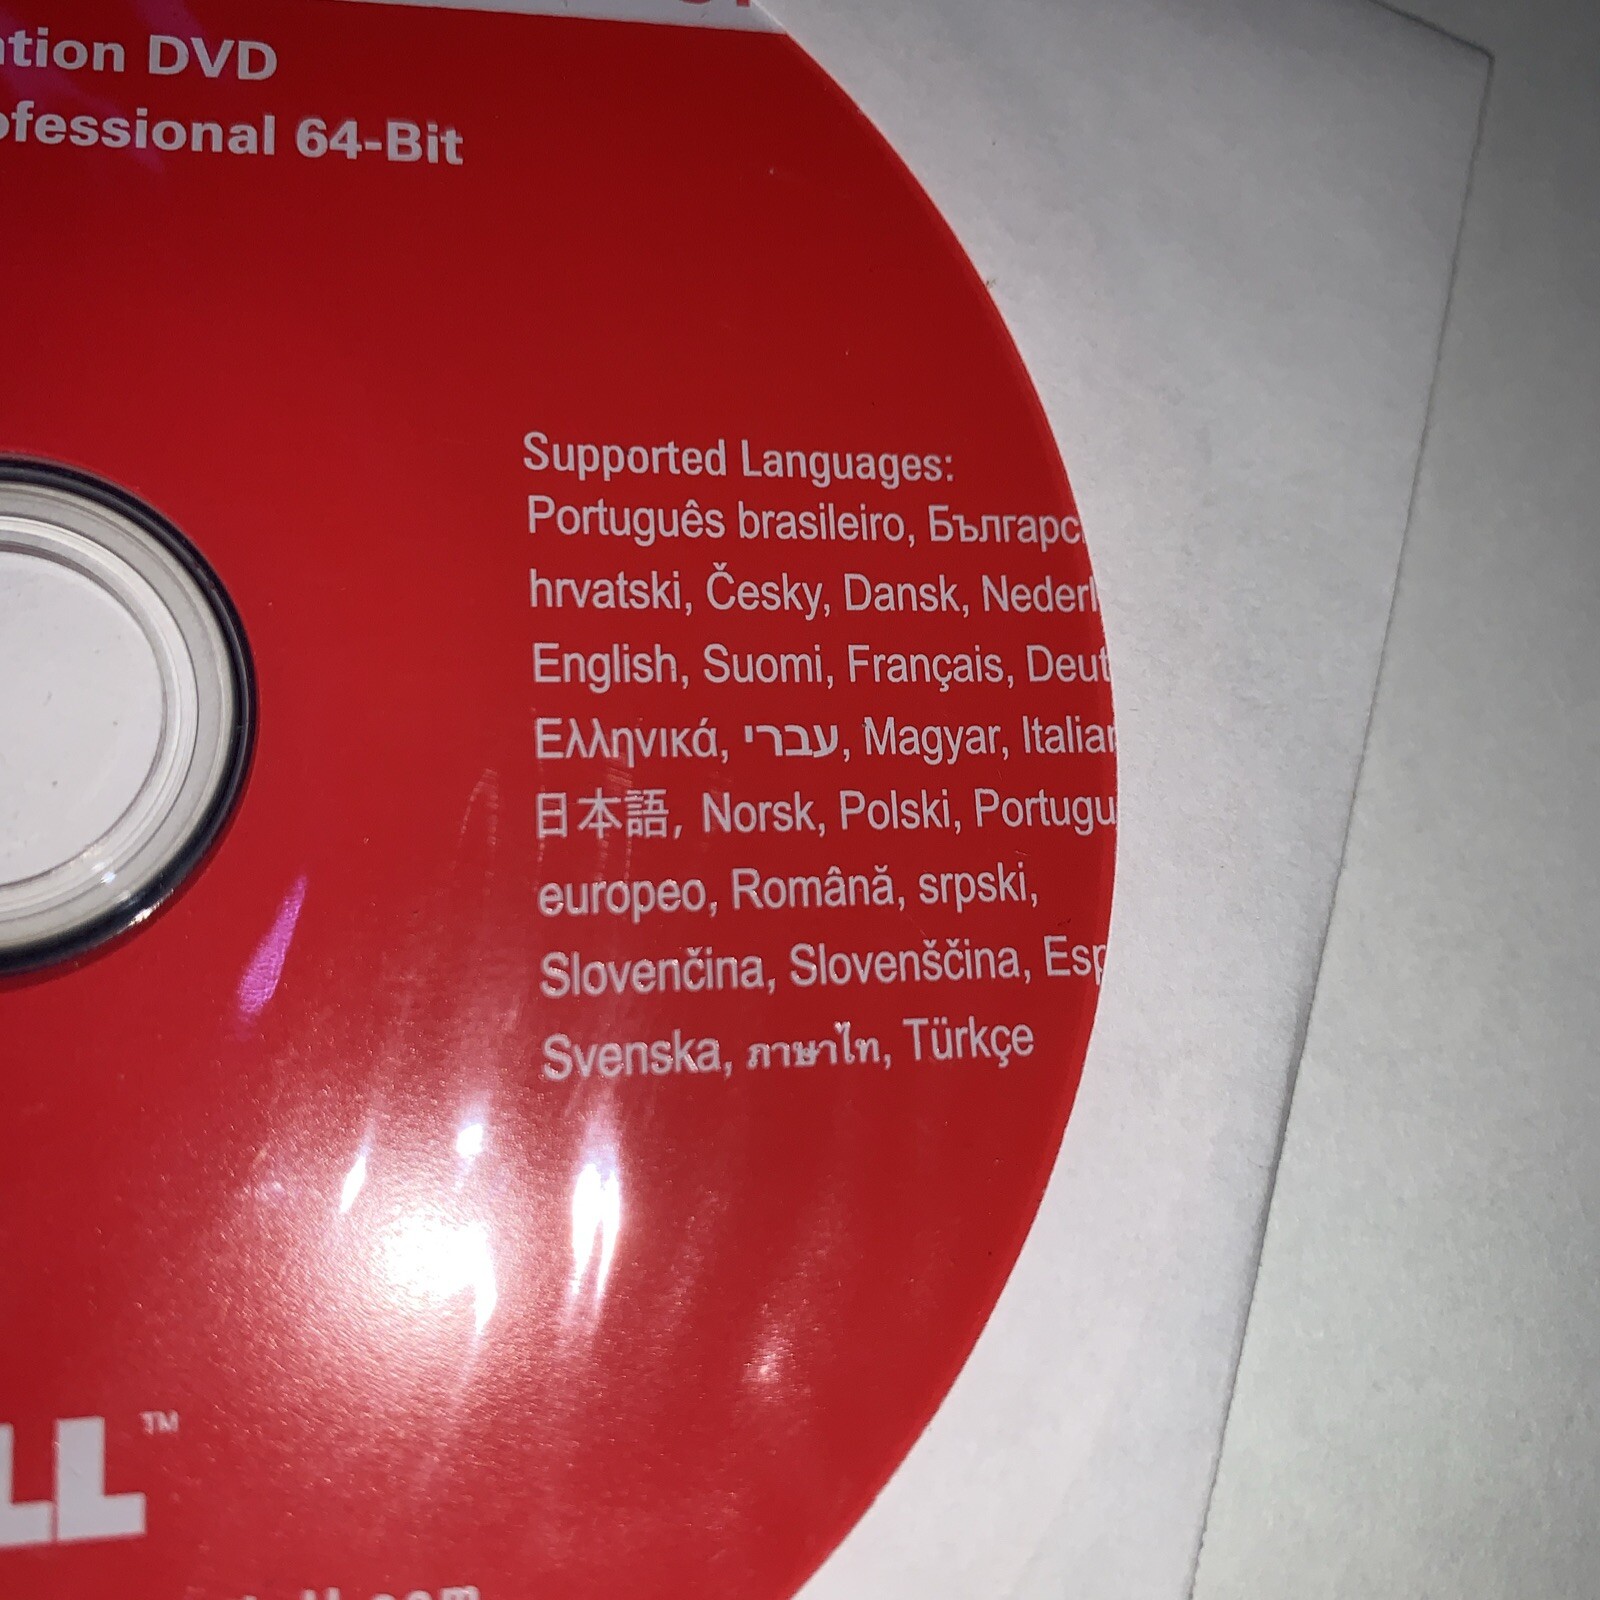 DVD
64-Bit
Supported Languages:
Português brasileiro,
hrvatski, Česky, Dansk,
English, Suomi, Français,
Ελληνικά, עברי, Magyar,
日本語, Norsk, Polski,
europeo, Română, srpski,
Slovenčina, Slovenščina,
Svenska, ภาษาไท, Türkçe
TM